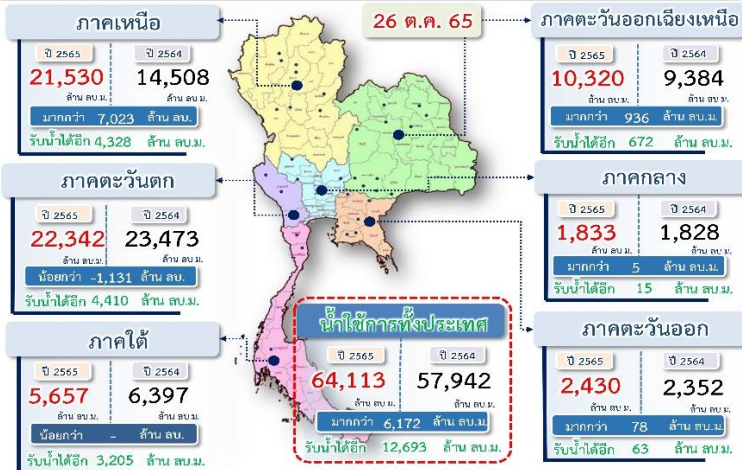 26 ต.ค. 65
ภาคเหนือ
ปี 2565 ปี 2564
21,530 14,508
ล้าน ลบ.ม. ล้าน ลบ.ม.
มากกว่า 7,023 ล้าน ลบ.
รับน้ำได้อีก 4,328 ล้าน ลบ.ม.
ภาคตะวันออกเฉียงเหนือ
ปี 2565 ปี 2564
10,320 9,384
ล้าน ลบ.ม. ล้าน ลบ.ม.
มากกว่า 936 ล้าน ลบ.ม.
รับน้ำได้อีก 672 ล้าน ลบ.ม.
ภาคตะวันตก
ปี 2565 ปี 2564
22,342 23,473
ล้าน ลบ.ม. ล้าน ลบ.ม.
น้อยกว่า -1,131 ล้าน ลบ.
รับน้ำได้อีก 4,410 ล้าน ลบ.ม.
ภาคกลาง
ปี 2565 ปี 2564
1,833 1,828
ล้าน ลบ.ม. ล้าน ลบ.ม.
มากกว่า 5 ล้าน ลบ.ม.
รับน้ำได้อีก 15 ล้าน ลบ.ม.
ภาคใต้
ปี 2565 ปี 2564
5,657 6,397
ล้าน ลบ.ม. ล้าน ลบ.ม.
น้อยกว่า - ล้าน ลบ.
รับน้ำได้อีก 3,205 ล้าน ลบ.ม.
น้ำใช้การทั้งประเทศ
ปี 2565 ปี 2564
64,113 57,942
ล้าน ลบ.ม. ล้าน ลบ.ม.
มากกว่า 6,172 ล้าน ลบ.ม.
รับน้ำได้อีก 12,693 ล้าน ลบ.ม.
ภาคตะวันออก
ปี 2565 ปี 2564
2,430 2,352
ล้าน ลบ.ม. ล้าน ลบ.ม.
มากกว่า 78 ล้าน ลบ.ม.
รับน้ำได้อีก 63 ล้าน ลบ.ม.